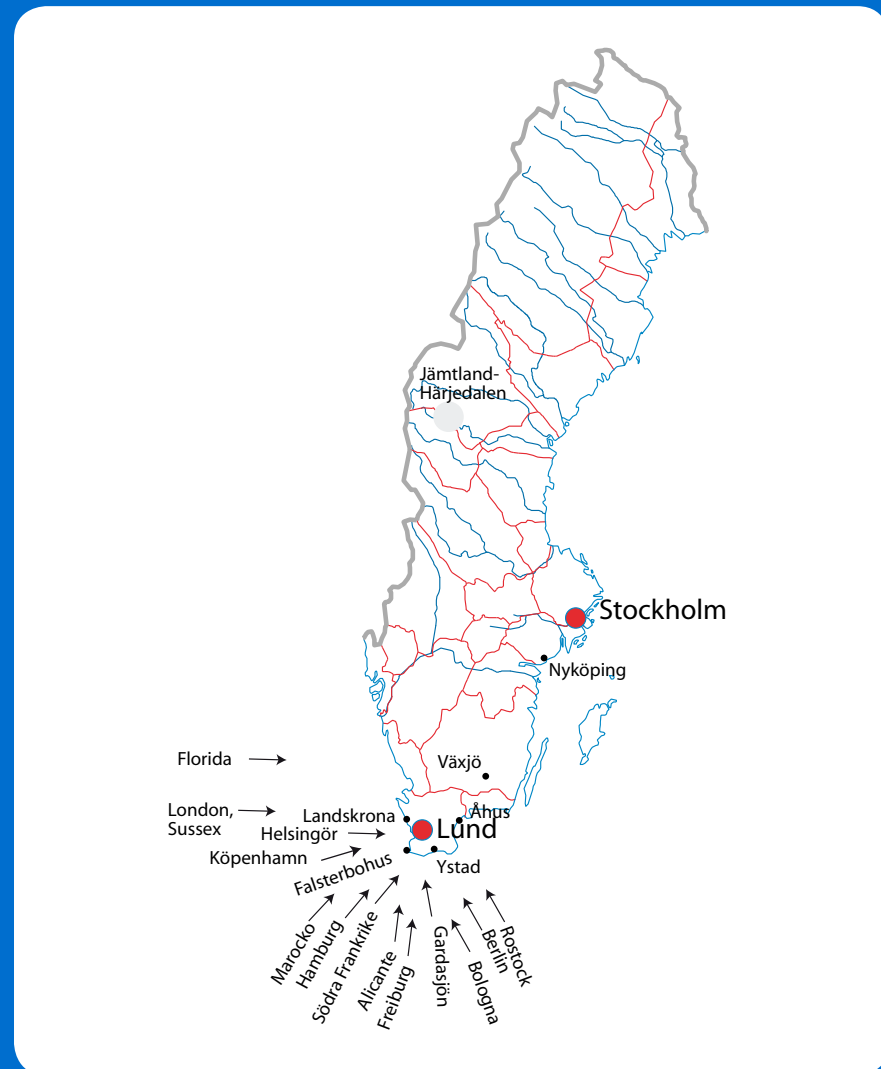 Jämtland-
Härjedalen
Stockholm
Nyköping
Florida
Växjö
London,
Sussex
Landskrona
Åhus
Helsingör
Lund
Köpenhamn
Falsterbohus
Ystad
Marocko
Hamburg
Södra Frankrike
Alicante
Freiburg
Gardasjön
Bologna
Berlin
Rostock